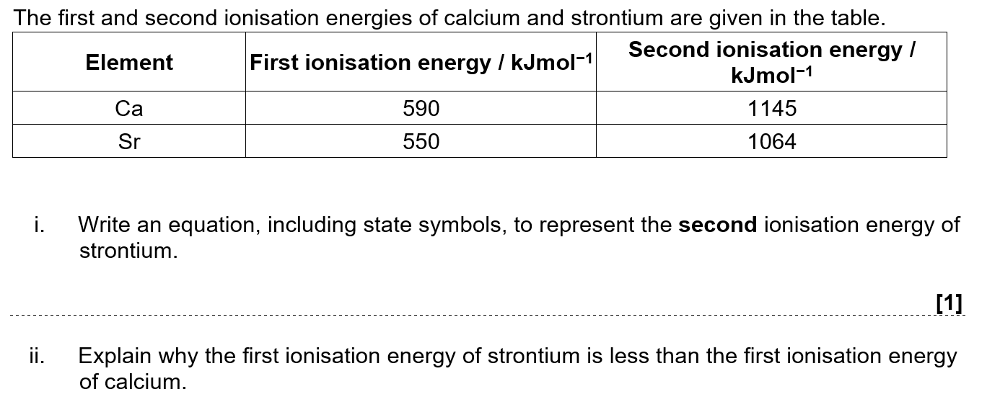 The first and second ionisation energies of calcium and strontium are given in the table.
Element First ionisation energy / kJmol⁻¹ Second ionisation energy / kJmol⁻¹
Ca 590 1145
Sr 550 1064
i. Write an equation, including state symbols, to represent the second ionisation energy of
strontium.
[1]
ii. Explain why the first ionisation energy of strontium is less than the first ionisation energy
of calcium.